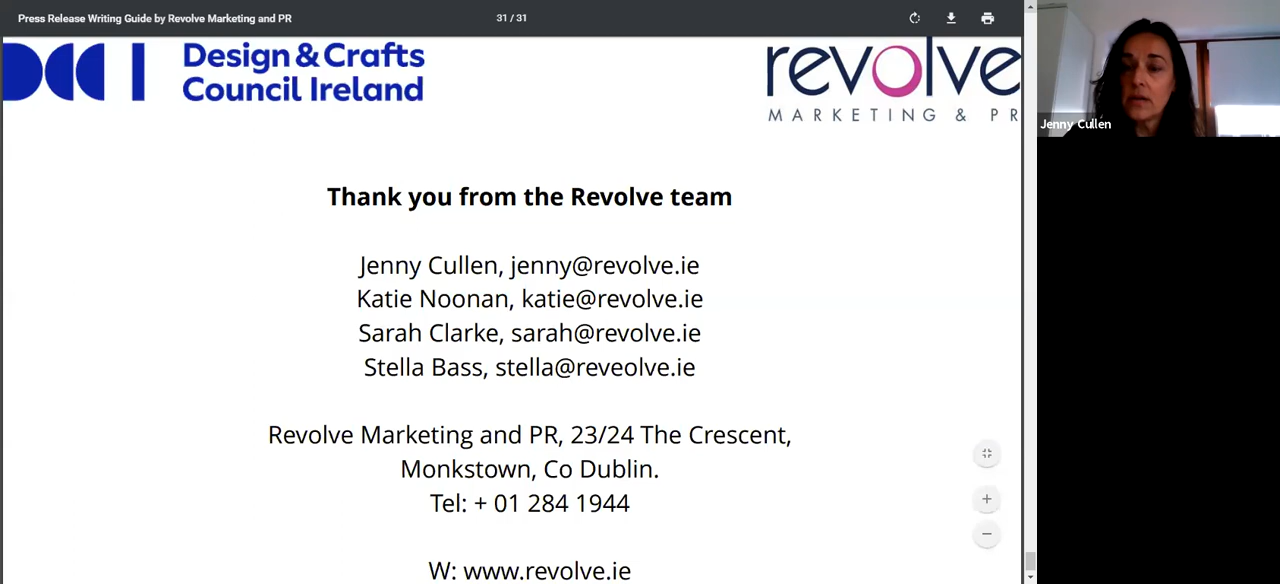 Press Release Writing Guide by Revolve Marketing and PR
31 / 31
Design & Crafts
Council Ireland
revolve
MARKETING & PR
Jenny Cullen
Thank you from the Revolve team
Jenny Cullen, jenny@revolve.ie
Katie Noonan, katie@revolve.ie
Sarah Clarke, sarah@revolve.ie
Stella Bass, stella@reveolve.ie
Revolve Marketing and PR, 23/24 The Crescent,
Monkstown, Co Dublin.
Tel: + 01 284 1944
W: www.revolve.ie